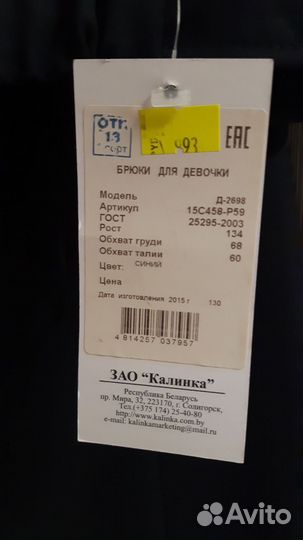 ОТК
13
сорт
993
ЕАС
БРЮКИ ДЛЯ ДЕВОЧКИ
Модель Д-2698
Артикул 15С458-Р59
ГОСТ 25295-2003
Рост 134
Обхват груди 68
Обхват талии 60
Цвет: СИНИЙ
Цена
Дата изготовления 2015 г 130
4 814257 037957
ЗАО "Калинка"
Республика Беларусь
пр. Мира, 32, 223170, г. Солигорск,
Тел.(+375 174) 25-40-80
http://www.kalinka.com.by
e-mail: kalinkamarketing@mail.ru
Avito